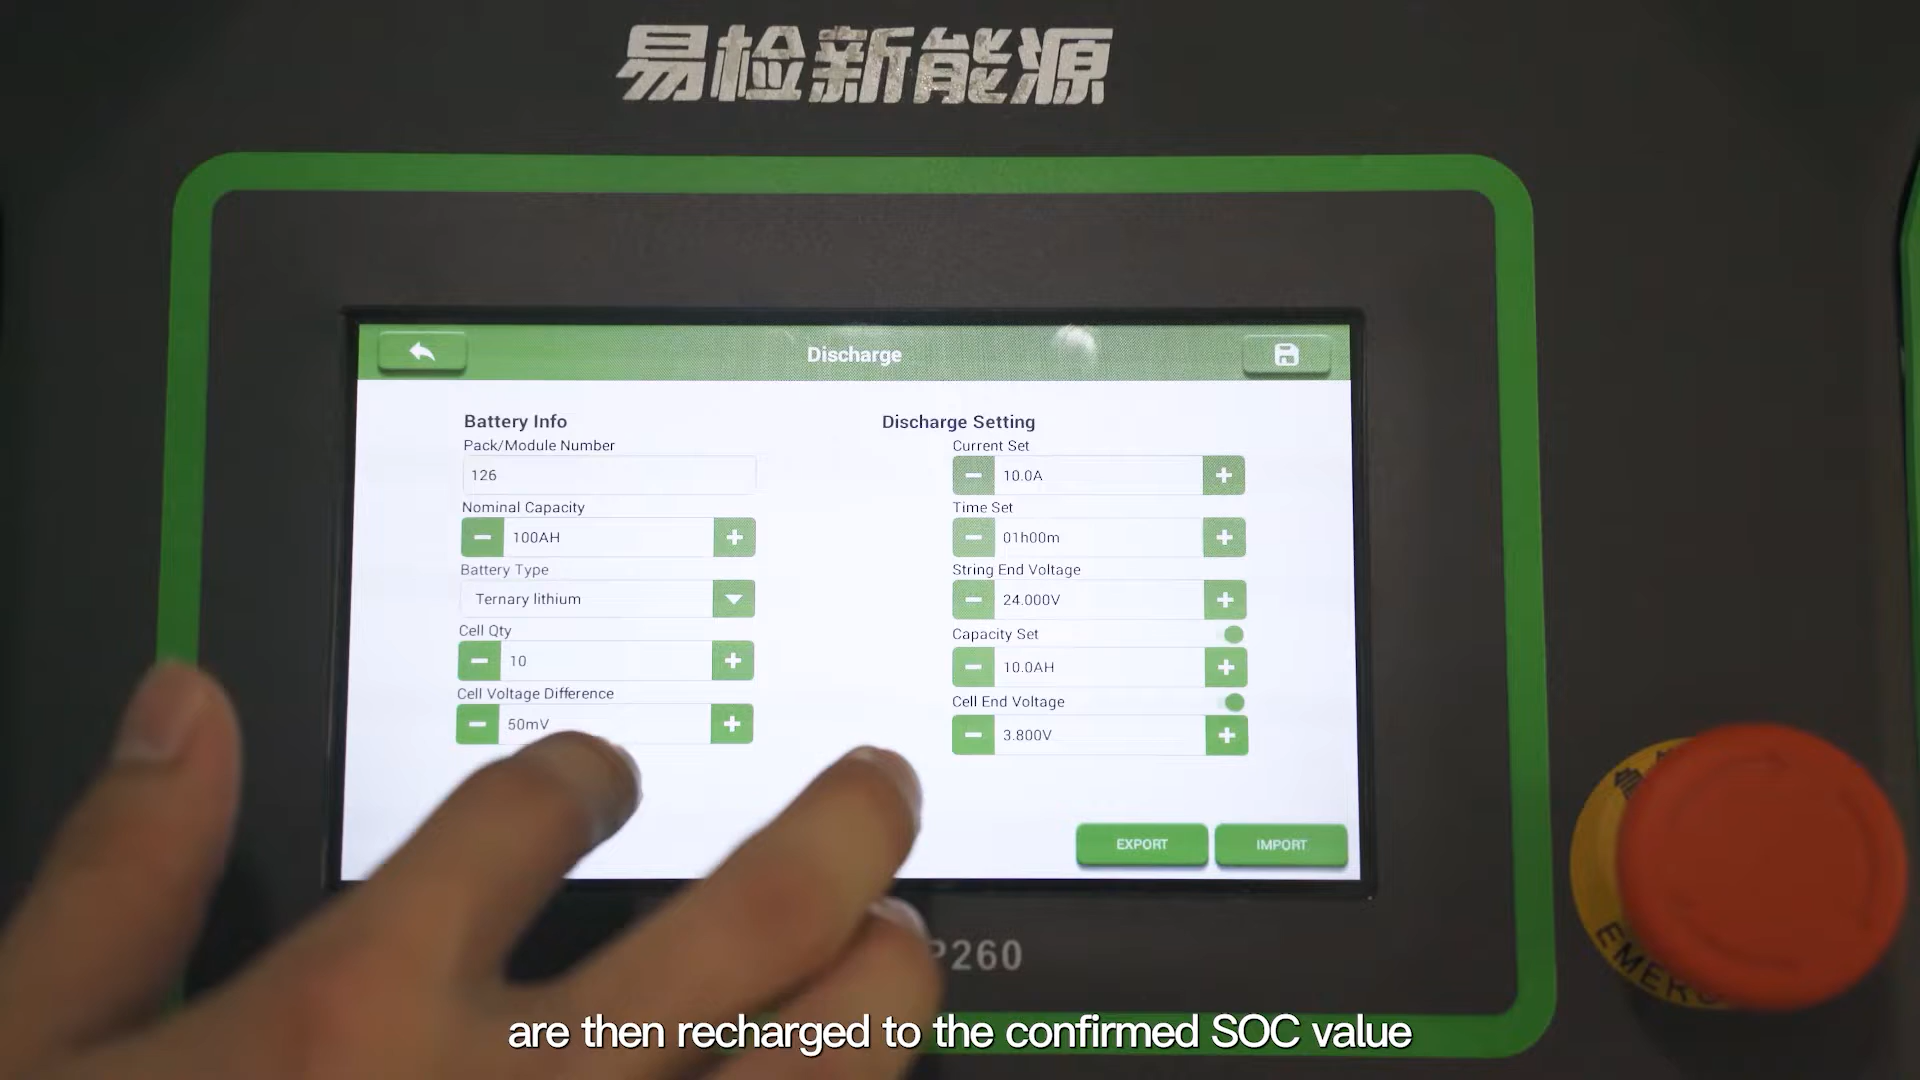 易检新能源
Discharge
Battery Info
Pack/Module Number
126
Nominal Capacity
100AH
Battery Type
Ternary lithium
Cell Qty
10
Cell Voltage Difference
50mV
Discharge Setting
Current Set
10.0A
Time Set
01h00m
String End Voltage
24.000V
Capacity Set
10.0AH
Cell End Voltage
3.800V
EXPORT
IMPORT
P260
急
EMERG
are then recharged to the confirmed SOC value